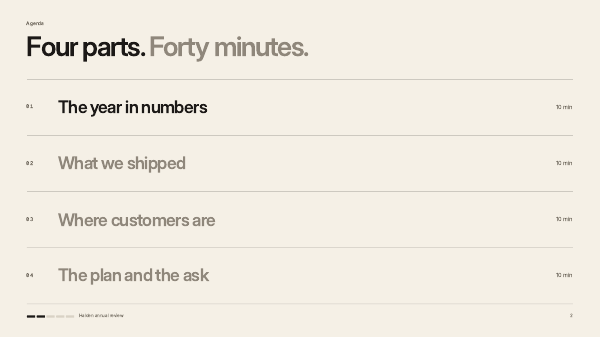 Agenda
Four parts. Forty minutes.
01 The year in numbers 10 min
02 What we shipped 10 min
03 Where customers are 10 min
04 The plan and the ask 10 min
annual review 2